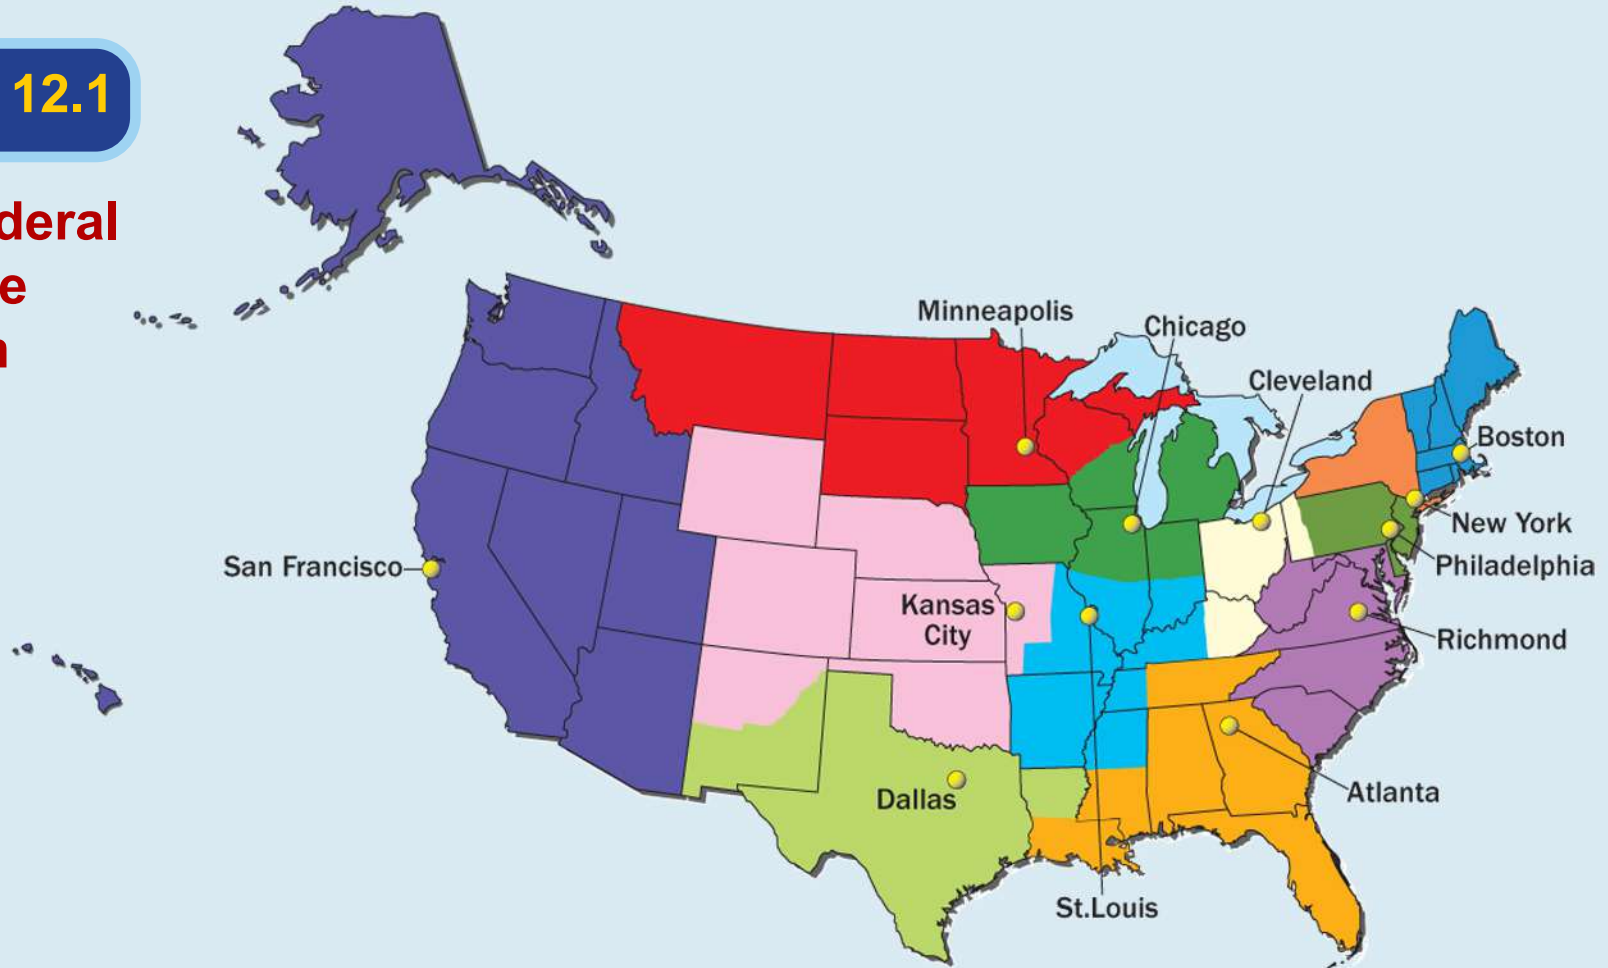 12.1
deral
e
Minneapolis
Chicago
Cleveland
Boston
New York
Philadelphia
San Francisco
Kansas
City
Richmond
Dallas
Atlanta
St.Louis